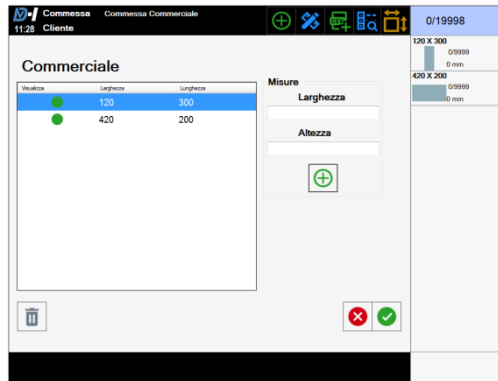 Commessa Commessa Commerciale
11:28 Cliente
0/19998
120 X 300
0/9999
0 mm
420 X 200
0/9999
0 mm
Commerciale
Visualizza Larghezza Lunghezza
120 300
420 200
Misure
Larghezza
Altezza